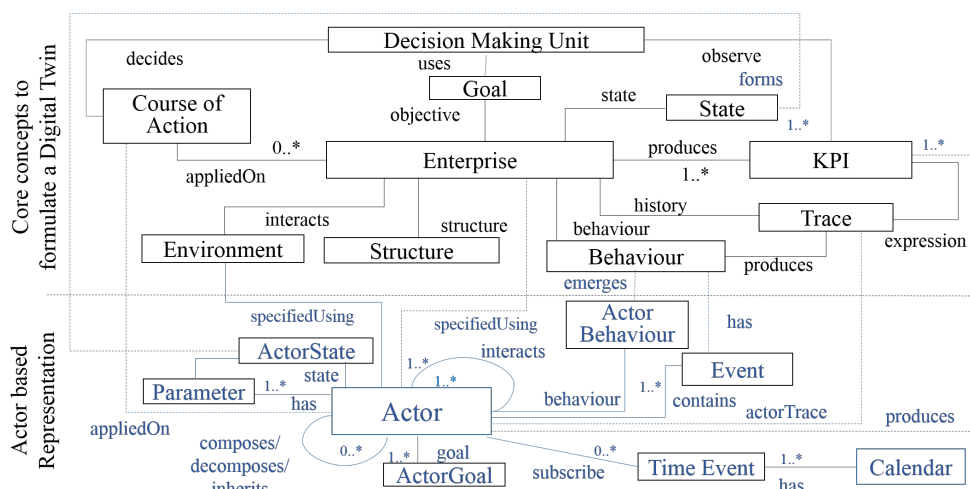 Core concepts to
formulate a Digital Twin
Decision Making Unit
decides
uses
observe
Goal
forms
Course of
Action
objective
state
State
1..*
0..*
Enterprise
produces
1..*
KPI
1..*
appliedOn
history
Trace
interacts
structure
behaviour
expression
Environment
Structure
Behaviour
produces
emerges
Actor based
Representation
specifiedUsing
specifiedUsing
Actor
Behaviour
has
ActorState
interacts
1..*
state
Event
Parameter
1..*
has
1..*
1..*
behaviour
contains
Actor
actorTrace
produces
appliedOn
composes/
decomposes/
inherits
0..*
1..*
goal
ActorGoal
subscribe
0..*
Time Event
1..*
has
Calendar